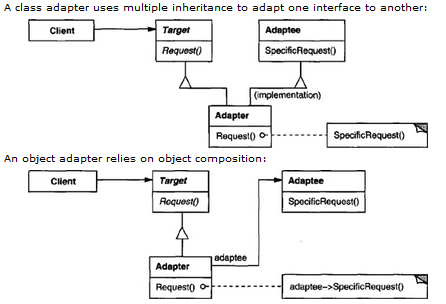 A class adapter uses multiple inheritance to adapt one interface to another:
Client
Target
Adaptee
Request()
SpecificRequest()
(implementation)
Adapter
Request()
SpecificRequest()
An object adapter relies on object composition:
Client
Target
Adaptee
Request()
SpecificRequest()
adaptee
Adapter
Request()
adaptee->SpecificRequest()